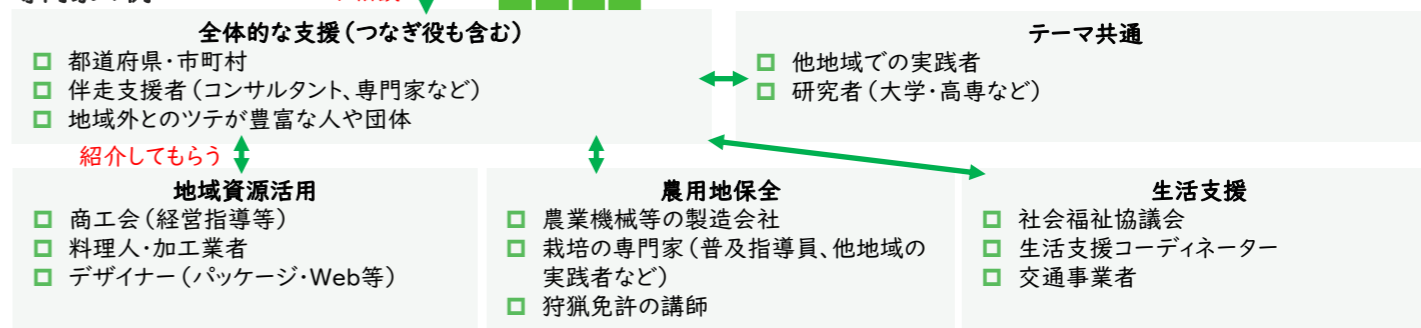 全体的な支援(つなぎ役も含む)
都道府県・市町村
伴走支援者(コンサルタント、専門家など)
地域外とのツテが豊富な人や団体
テーマ共通
他地域での実践者
研究者(大学・高専など)
紹介してもらう
地域資源活用
商工会(経営指導等)
料理人・加工業者
デザイナー(パッケージ・Web等)
農用地保全
農業機械等の製造会社
栽培の専門家(普及指導員、他地域の
実践者など)
狩猟免許の講師
生活支援
社会福祉協議会
生活支援コーディネーター
交通事業者